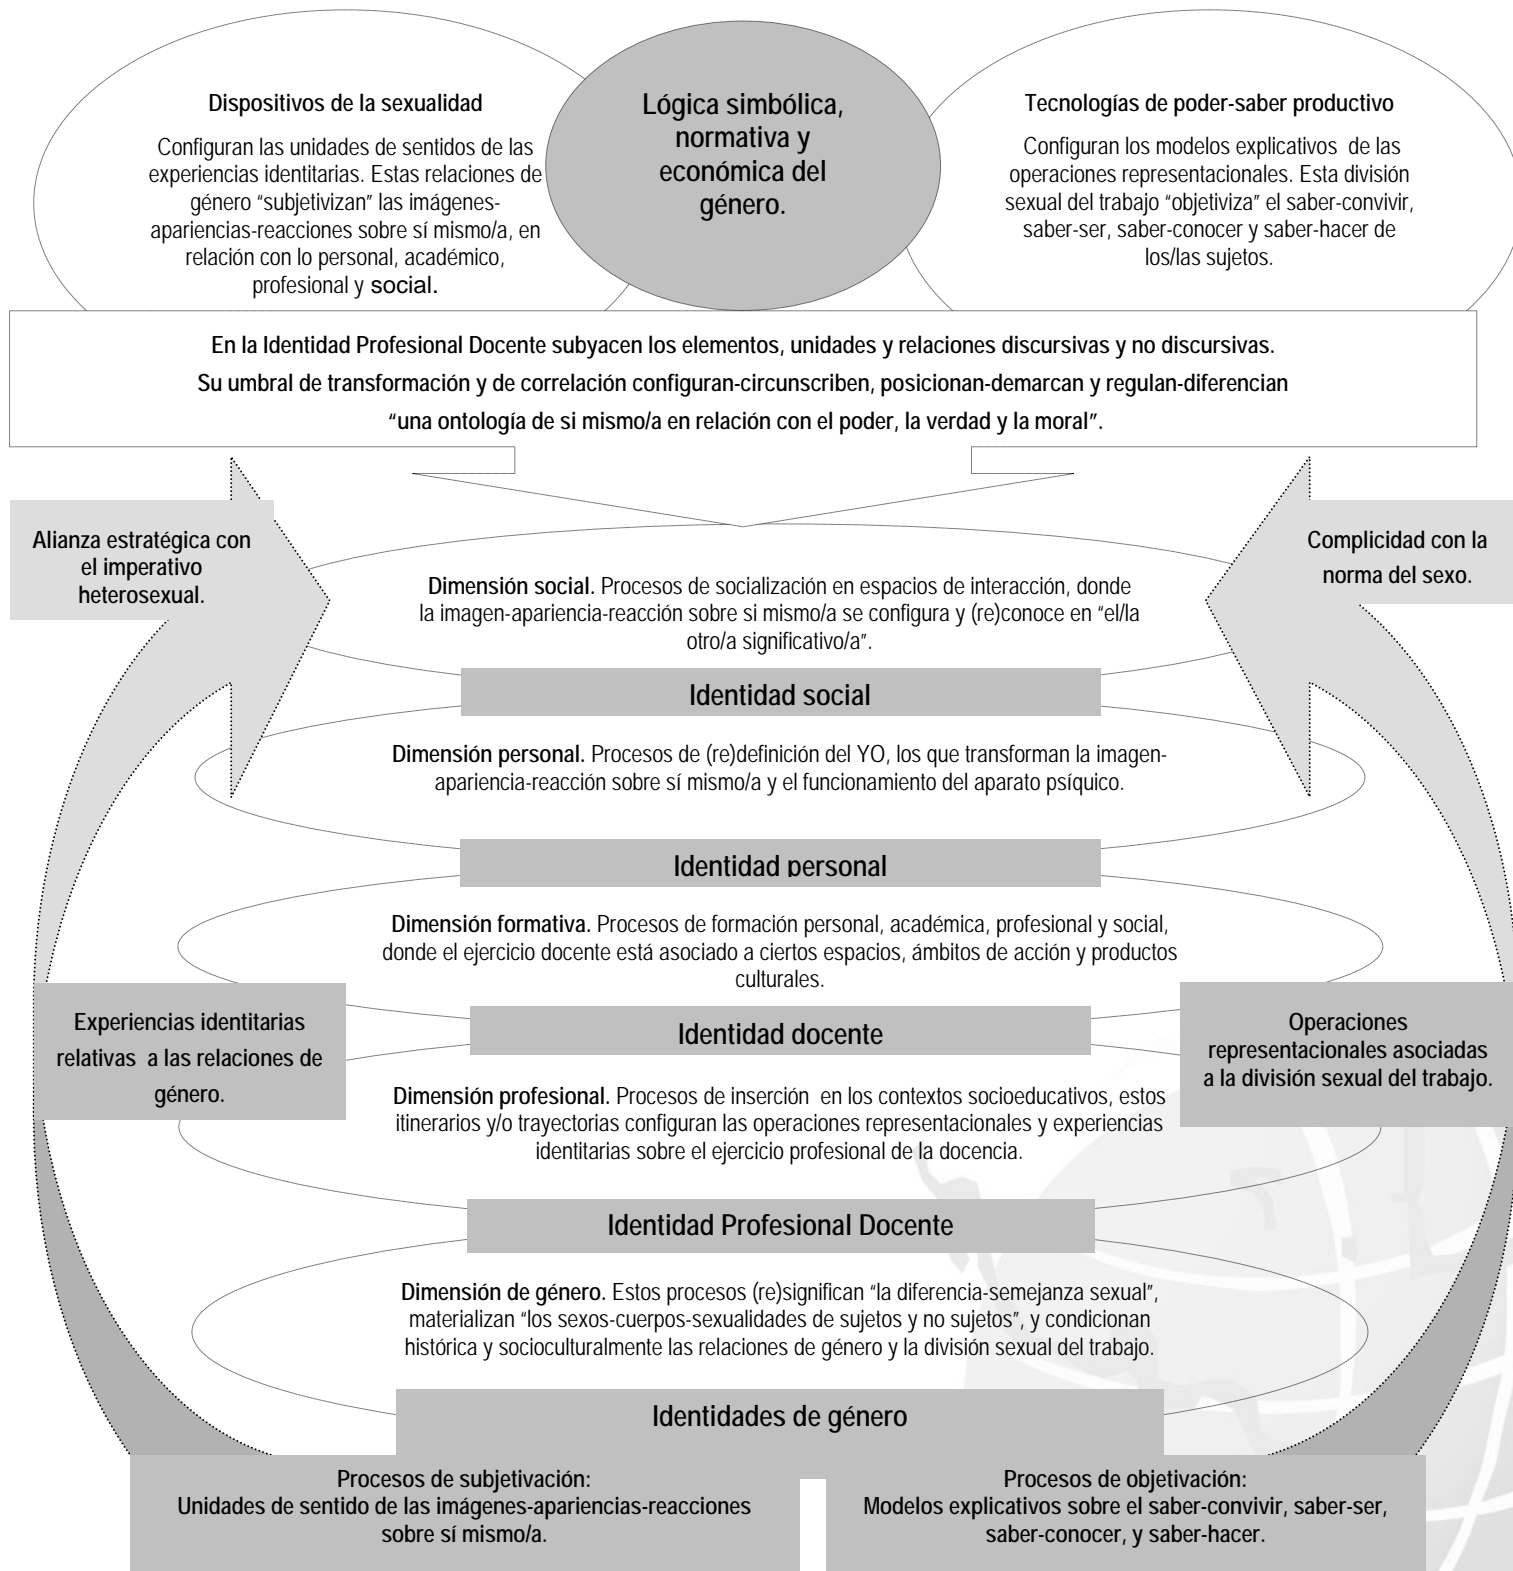 Dispositivos de la sexualidad
Configuran las unidades de sentidos de las
experiencias identitarias. Estas relaciones de
género “subjetivizan” las imágenes-
apariencias-reacciones sobre sí mismo/a, en
relación con lo personal, académico,
profesional y social.
Lógica simbólica,
normativa y
económica del
género.
Tecnologías de poder-saber productivo
Configuran los modelos explicativos de las
operaciones representacionales. Esta división
sexual del trabajo “objetiviza” el saber-convivir,
saber-ser, saber-conocer y saber-hacer de
los/las sujetos.
En la Identidad Profesional Docente subyacen los elementos, unidades y relaciones discursivas y no discursivas.
Su umbral de transformación y de correlación configuran-circunscriben, posicionan-demarcan y regulan-diferencian
“una ontología de si mismo/a en relación con el poder, la verdad y la moral”.
Alianza estratégica con
el imperativo
heterosexual.
Complicidad con la
norma del sexo.
Dimensión social. Procesos de socialización en espacios de interacción, donde
la imagen-apariencia-reacción sobre si mismo/a se configura y (re)conoce en “el/la
otro/a significativo/a”.
Identidad social
Dimensión personal. Procesos de (re)definición del YO, los que transforman la imagen-
apariencia-reacción sobre sí mismo/a y el funcionamiento del aparato psíquico.
Identidad personal
Dimensión formativa. Procesos de formación personal, académica, profesional y social,
donde el ejercicio docente está asociado a ciertos espacios, ámbitos de acción y productos
culturales.
Experiencias identitarias
relativas a las relaciones de
género.
Identidad docente
Operaciones
representacionales asociadas
a la división sexual del trabajo.
Dimensión profesional. Procesos de inserción en los contextos socioeducativos, estos
itinerarios y/o trayectorias configuran las operaciones representacionales y experiencias
identitarias sobre el ejercicio profesional de la docencia.
Identidad Profesional Docente
Dimensión de género. Estos procesos (re)significan “la diferencia-semejanza sexual”,
materializan “los sexos-cuerpos-sexualidades de sujetos y no sujetos”, y condicionan
histórica y socioculturalmente las relaciones de género y la división sexual del trabajo.
Identidades de género
Procesos de subjetivación:
Unidades de sentido de las imágenes-apariencias-reacciones
sobre sí mismo/a.
Procesos de objetivación:
Modelos explicativos sobre el saber-convivir, saber-ser,
saber-conocer, y saber-hacer.